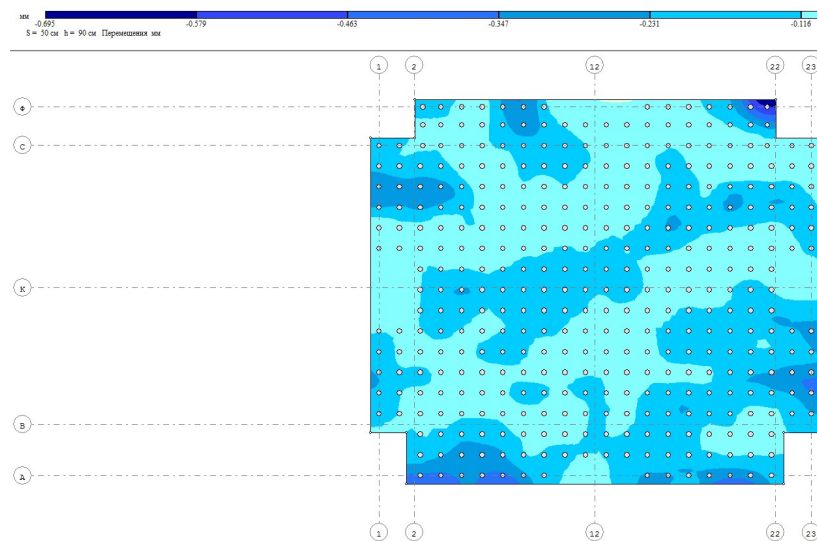 мм
-0.695 -0.579 -0.463 -0.347 -0.231 -0.116
S = 50 см h = 90 см Перемещения мм
1 2 12 22 23
Ф
С
К
В
А
1 2 12 22 23